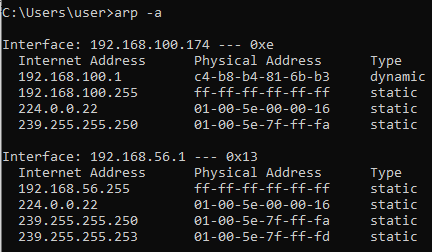 C:\Users\user>arp -a
Interface: 192.168.100.174 --- 0xe
Internet Address Physical Address Type
192.168.100.1 c4-b8-b4-81-6b-b3 dynamic
192.168.100.255 ff-ff-ff-ff-ff-ff static
224.0.0.22 01-00-5e-00-00-16 static
239.255.255.250 01-00-5e-7f-ff-fa static
Interface: 192.168.56.1 --- 0x13
Internet Address Physical Address Type
192.168.56.255 ff-ff-ff-ff-ff-ff static
224.0.0.22 01-00-5e-00-00-16 static
239.255.255.250 01-00-5e-7f-ff-fa static
239.255.255.253 01-00-5e-7f-ff-fd static